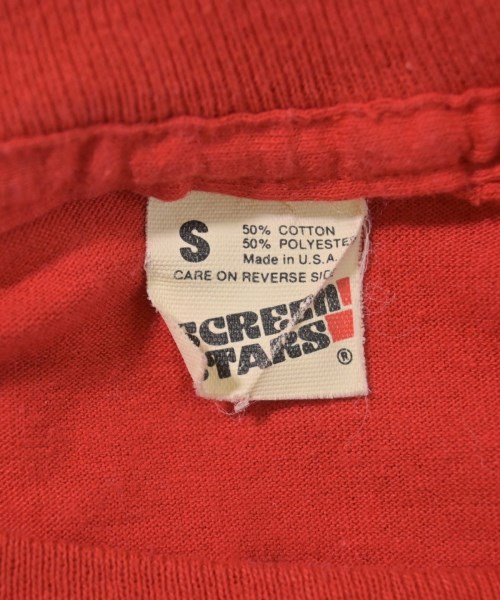 S
50% COTTON
50% POLYESTER
Made in U.S.A.
CARE ON REVERSE SIDE
SCREEN
STARS
®